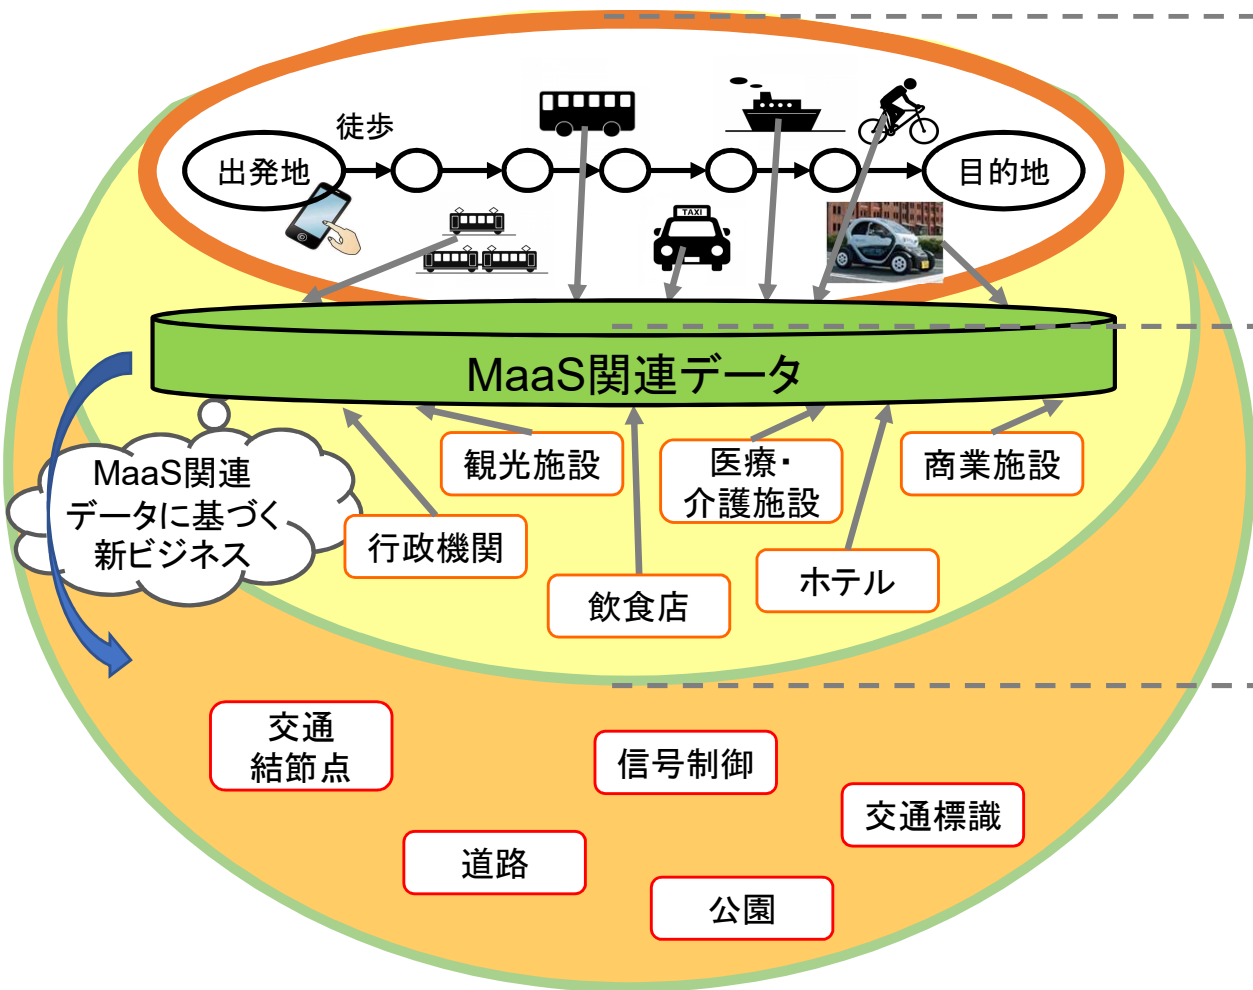 徒歩
出発地
目的地
TAXI
MaaS関連データ
MaaS関連
データに基づく
新ビジネス
観光施設
医療・
介護施設
商業施設
行政機関
飲食店
ホテル
交通
結節点
信号制御
交通標識
道路
公園